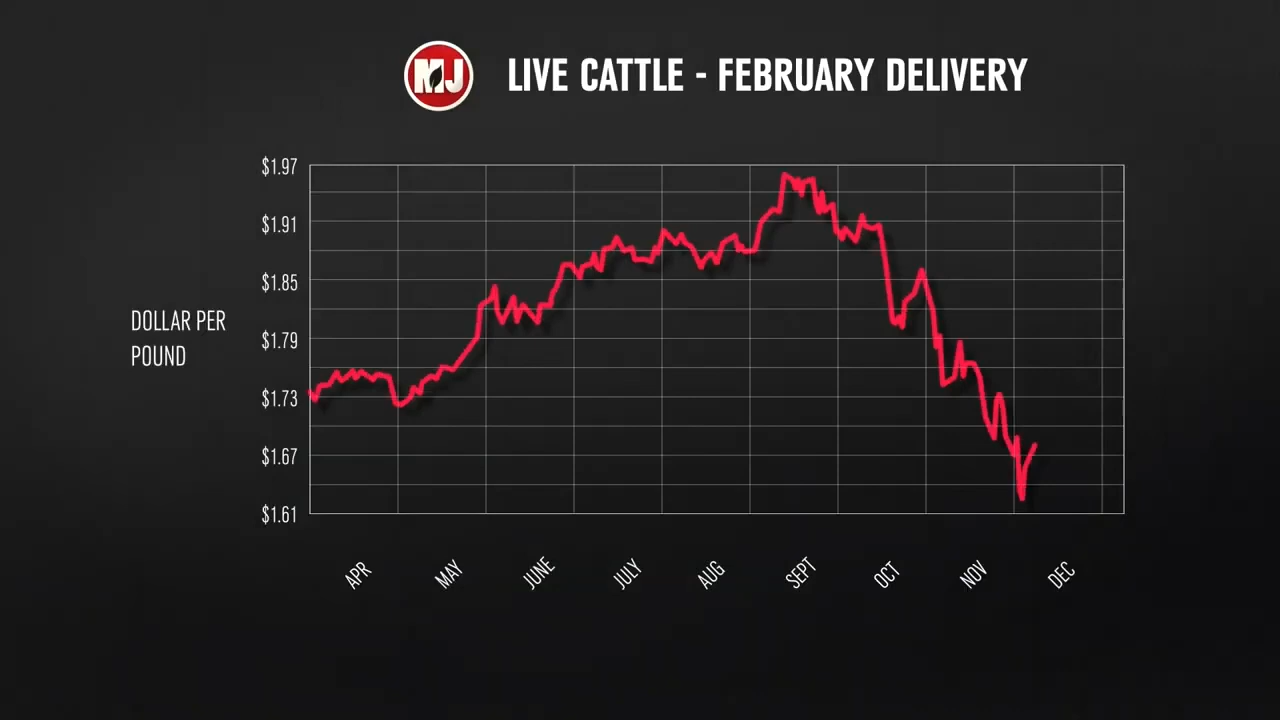 MJ
LIVE CATTLE - FEBRUARY DELIVERY
$1.97
$1.91
$1.85
$1.79
$1.73
$1.67
$1.61
DOLLAR PER
POUND
APR
MAY
JUNE
JULY
AUG
SEPT
OCT
NOV
DEC